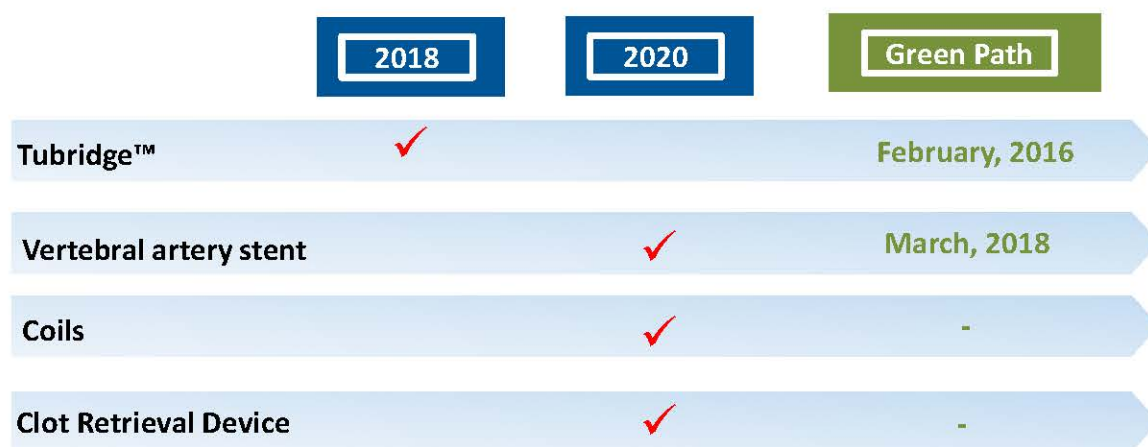 2018 2020 Green Path
Tubridge™ ✓ February, 2016
Vertebral artery stent ✓ March, 2018
Coils ✓ -
Clot Retrieval Device ✓ -